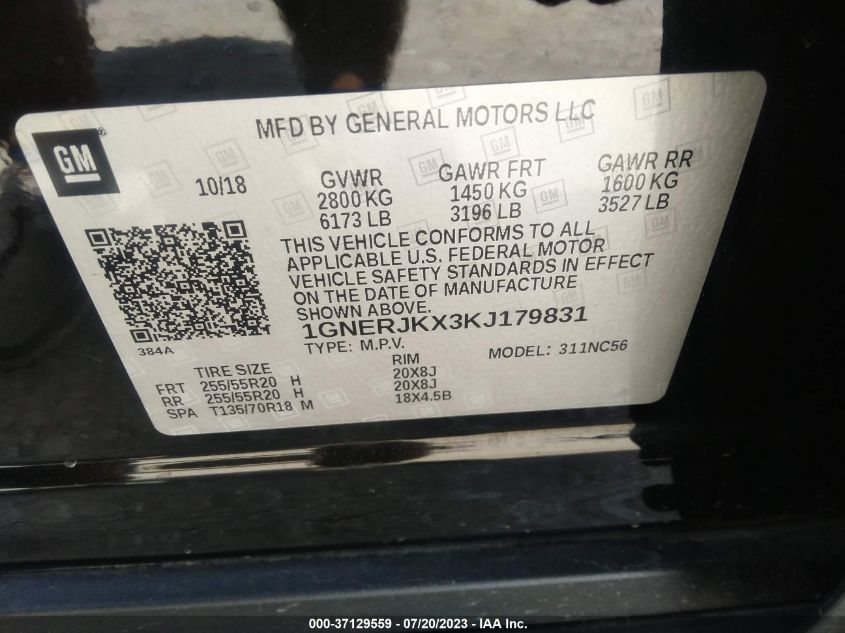 MFD BY GENERAL MOTORS LLC
GM ®
10/18
GVWR
2800 KG
6173 LB
GAWR FRT
1450 KG
3196 LB
GAWR RR
1600 KG
3527 LB
THIS VEHICLE CONFORMS TO ALL
APPLICABLE U.S. FEDERAL MOTOR
VEHICLE SAFETY STANDARDS IN EFFECT
ON THE DATE OF MANUFACTURE
SHOWN ABOVE.
1GNERJKX3KJ179831
384A
TYPE: M.P.V.
MODEL: 311NC56
TIRE SIZE RIM
FRT 255/55R20 H 20X8J
RR 255/55R20 H 20X8J
SPA T135/70R18 M 18X4.5B
000-37129559 - 07/20/2023 - IAA Inc.